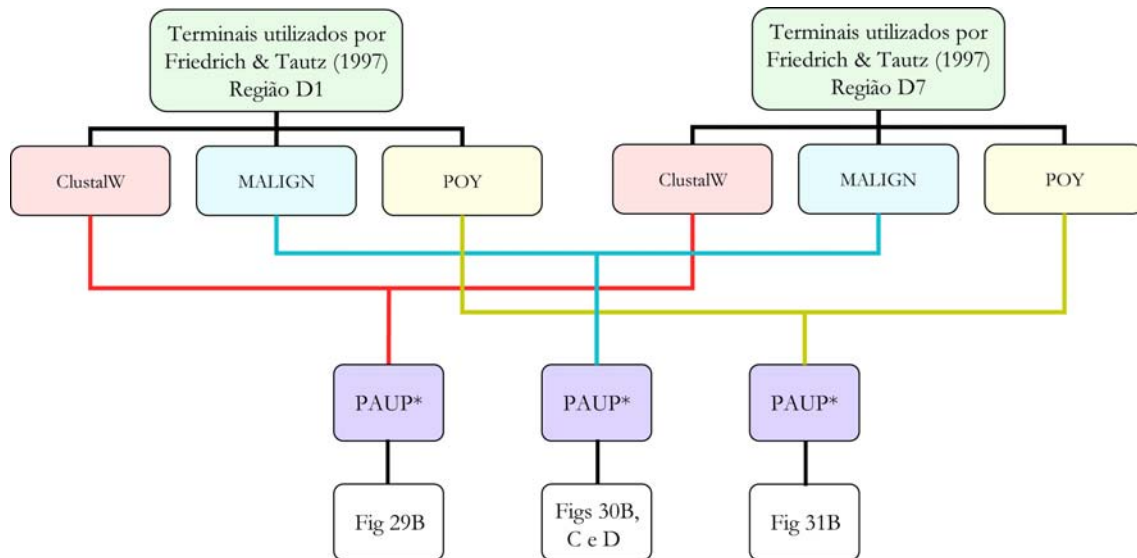 Terminais utilizados por
Friedrich & Tautz (1997)
Região D1
Terminais utilizados por
Friedrich & Tautz (1997)
Região D7
ClustalW
MALIGN
POY
ClustalW
MALIGN
POY
PAUP*
PAUP*
PAUP*
Fig 29B
Figs 30B,
C e D
Fig 31B